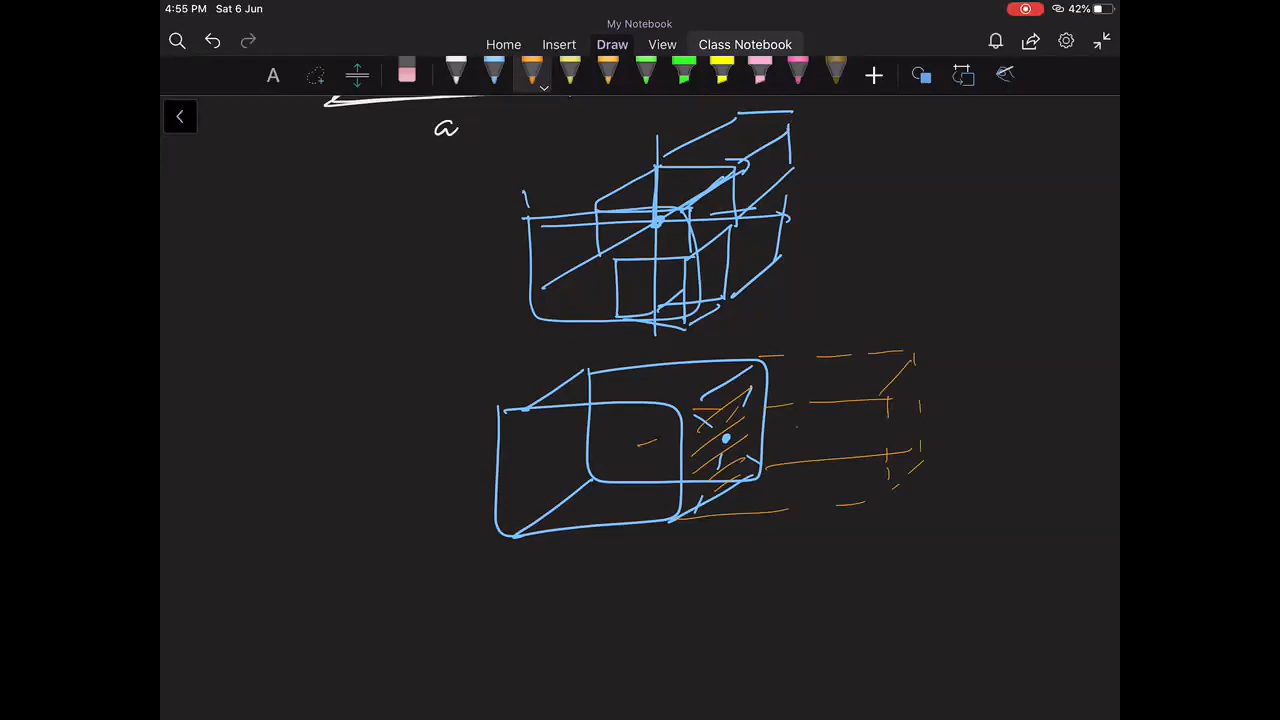 4:55 PM Sat 6 Jun
42%
My Notebook
Home Insert Draw View Class Notebook
A
a